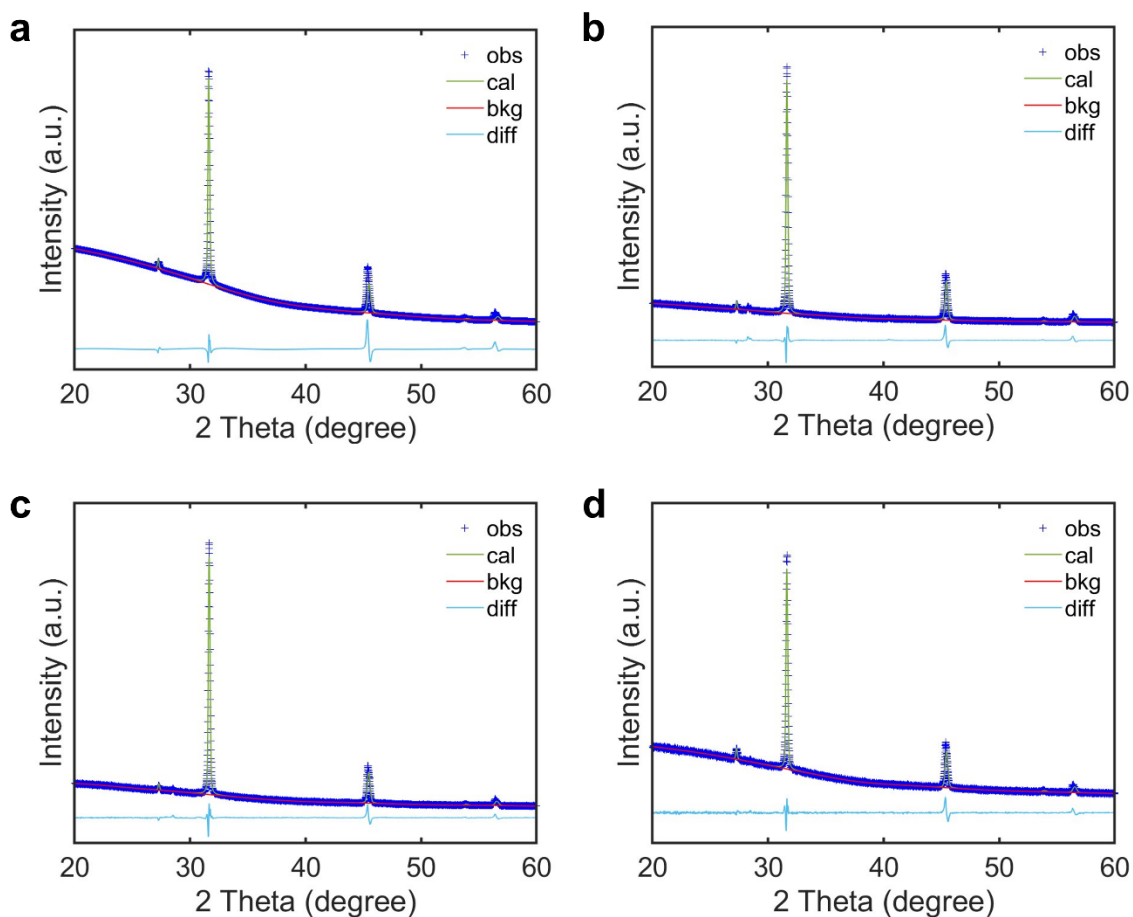 a
obs
cal
bkg
diff
Intensity (a.u.)
20 30 40 50 60
2 Theta (degree)
b
obs
cal
bkg
diff
Intensity (a.u.)
20 30 40 50 60
2 Theta (degree)
c
obs
cal
bkg
diff
Intensity (a.u.)
20 30 40 50 60
2 Theta (degree)
d
obs
cal
bkg
diff
Intensity (a.u.)
20 30 40 50 60
2 Theta (degree)